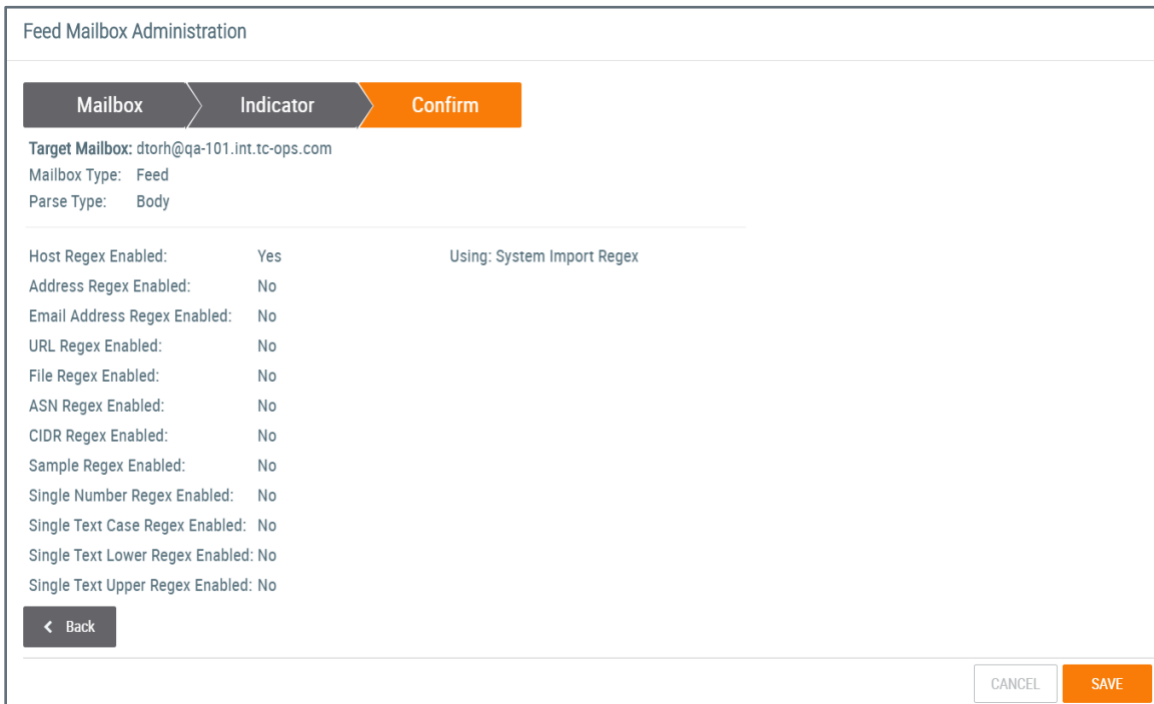 Feed Mailbox Administration
Mailbox Indicator Confirm
Target Mailbox: dtorh@qa-101.int.tc-ops.com
Mailbox Type: Feed
Parse Type: Body
Host Regex Enabled: Yes Using: System Import Regex
Address Regex Enabled: No
Email Address Regex Enabled: No
URL Regex Enabled: No
File Regex Enabled: No
ASN Regex Enabled: No
CIDR Regex Enabled: No
Sample Regex Enabled: No
Single Number Regex Enabled: No
Single Text Case Regex Enabled: No
Single Text Lower Regex Enabled: No
Single Text Upper Regex Enabled: No
Back
CANCEL SAVE